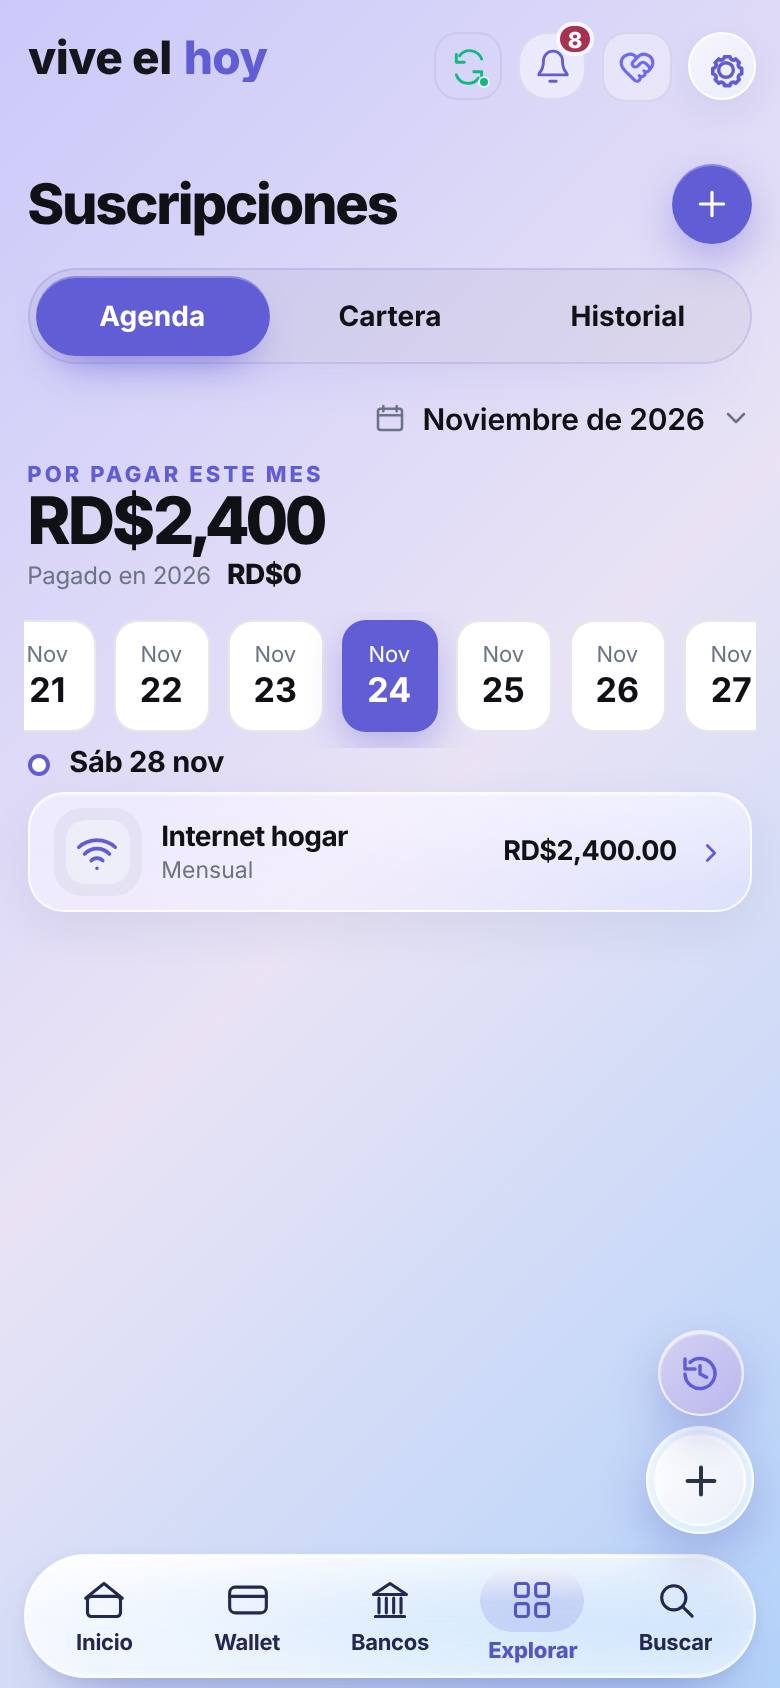 vive el hoy
8
Suscripciones
Agenda Cartera Historial
Noviembre de 2026
POR PAGAR ESTE MES
RD$2,400
Pagado en 2026 RD$0
Nov Nov Nov Nov Nov Nov Nov
21 22 23 24 25 26 27
Sáb 28 nov
Internet hogar
Mensual
RD$2,400.00
Inicio Wallet Bancos Explorar Buscar